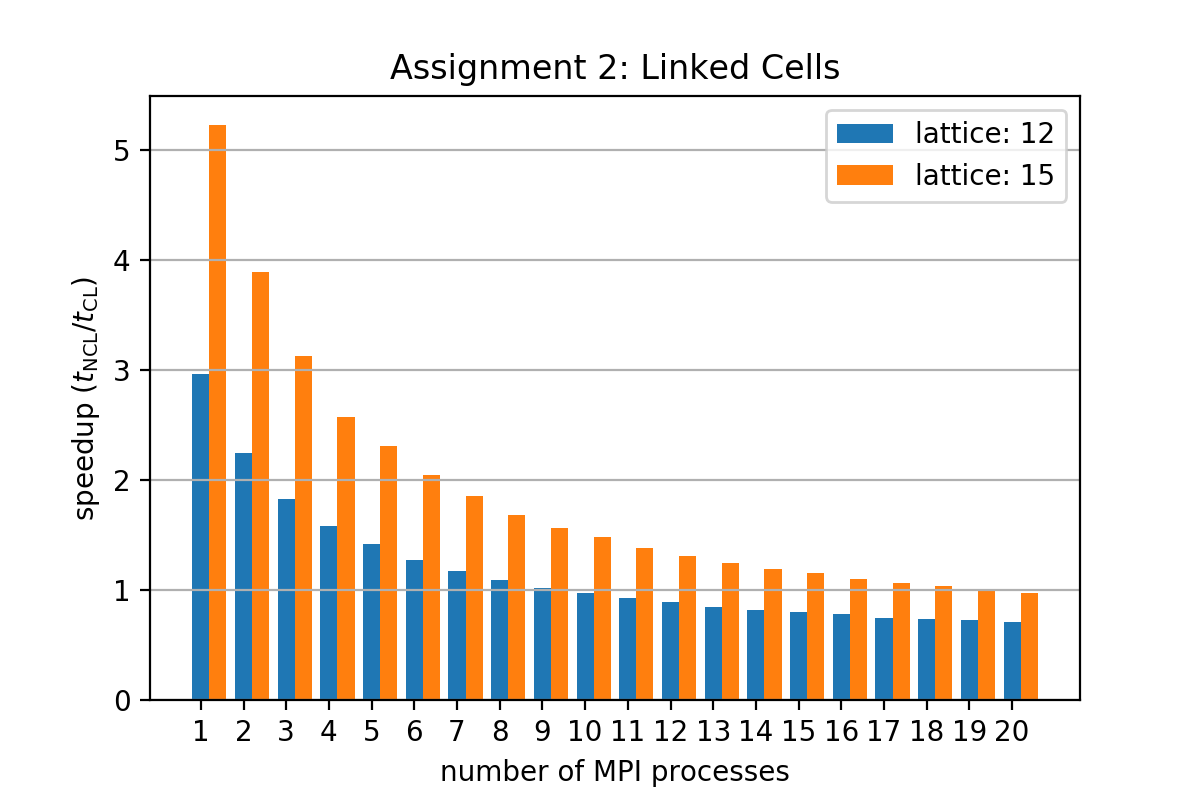 Assignment 2: Linked Cells
lattice: 12
lattice: 15
speedup (t_NCL/t_CL)
5
4
3
2
1
0
1 2 3 4 5 6 7 8 9 10 11 12 13 14 15 16 17 18 19 20
number of MPI processes